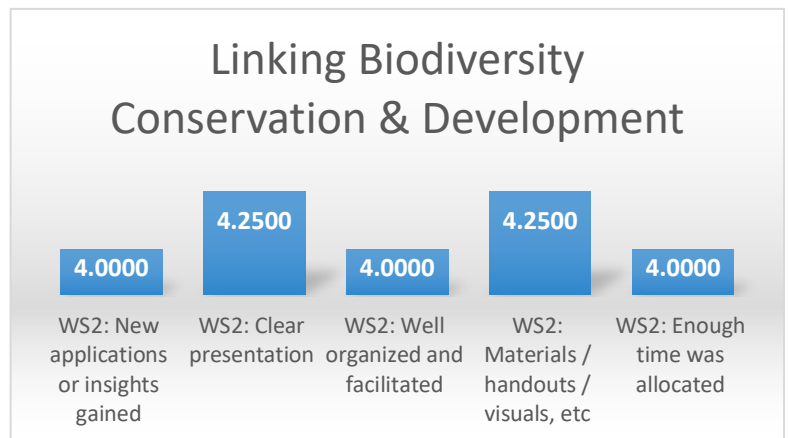 Linking Biodiversity
Conservation & Development
4.0000
4.2500
4.0000
4.2500
4.0000
WS2: New
applications
or insights
gained
WS2: Clear
presentation
WS2: Well
organized and
facilitated
WS2:
Materials /
handouts /
visuals, etc
WS2: Enough
time was
allocated